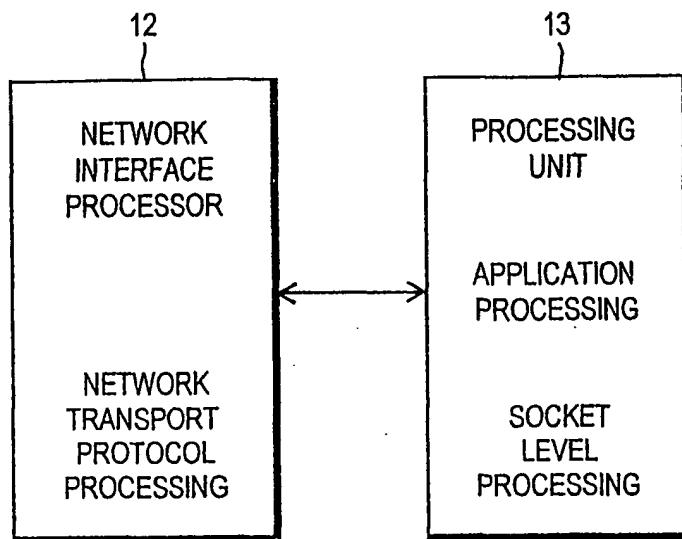 12
NETWORK
INTERFACE
PROCESSOR
NETWORK
TRANSPORT
PROTOCOL
PROCESSING
13
PROCESSING
UNIT
APPLICATION
PROCESSING
SOCKET
LEVEL
PROCESSING